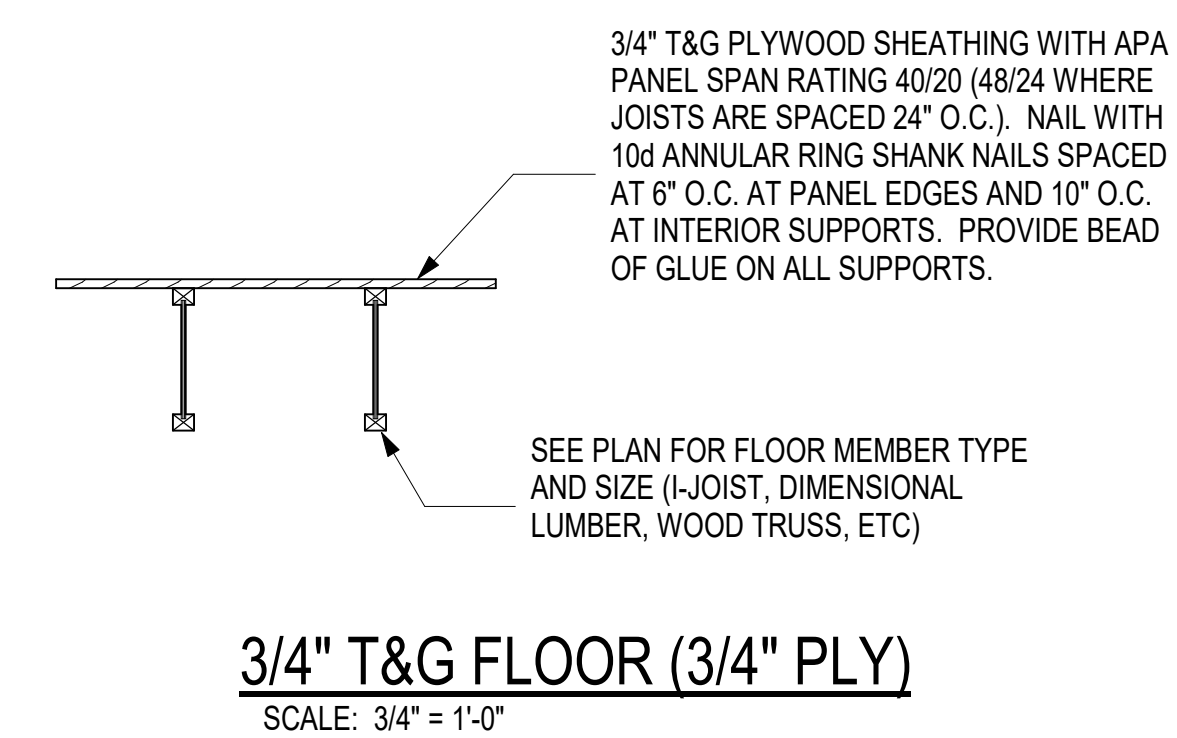 3/4" T&G PLYWOOD SHEATHING WITH APA
PANEL SPAN RATING 40/20 (48/24 WHERE
JOISTS ARE SPACED 24" O.C.).  NAIL WITH
10d ANNULAR RING SHANK NAILS SPACED
AT 6" O.C. AT PANEL EDGES AND 10" O.C.
AT INTERIOR SUPPORTS.  PROVIDE BEAD
OF GLUE ON ALL SUPPORTS.
SEE PLAN FOR FLOOR MEMBER TYPE
AND SIZE (I-JOIST, DIMENSIONAL
LUMBER, WOOD TRUSS, ETC)
3/4" T&G FLOOR (3/4" PLY)
SCALE:  3/4" = 1'-0"